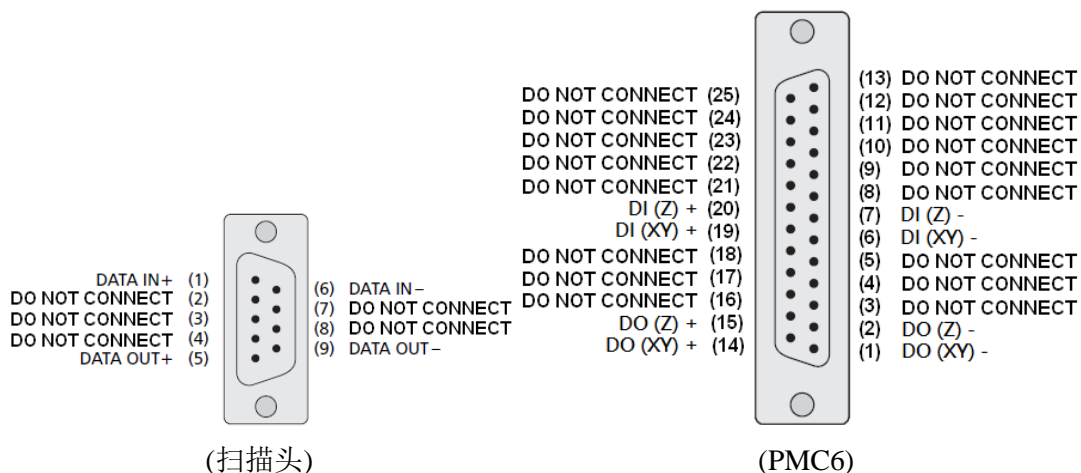 DATA IN+ (1)
DO NOT CONNECT (2)
DO NOT CONNECT (3)
DO NOT CONNECT (4)
DATA OUT+ (5)
(6) DATA IN−
(7) DO NOT CONNECT
(8) DO NOT CONNECT
(9) DATA OUT−
(扫描头)
DO NOT CONNECT (25)
DO NOT CONNECT (24)
DO NOT CONNECT (23)
DO NOT CONNECT (22)
DO NOT CONNECT (21)
DI (Z) + (20)
DI (XY) + (19)
DO NOT CONNECT (18)
DO NOT CONNECT (17)
DO NOT CONNECT (16)
DO (Z) + (15)
DO (XY) + (14)
(13) DO NOT CONNECT
(12) DO NOT CONNECT
(11) DO NOT CONNECT
(10) DO NOT CONNECT
(9) DO NOT CONNECT
(8) DO NOT CONNECT
(7) DI (Z) -
(6) DI (XY) -
(5) DO NOT CONNECT
(4) DO NOT CONNECT
(3) DO NOT CONNECT
(2) DO (Z) -
(1) DO (XY) -
(PMC6)